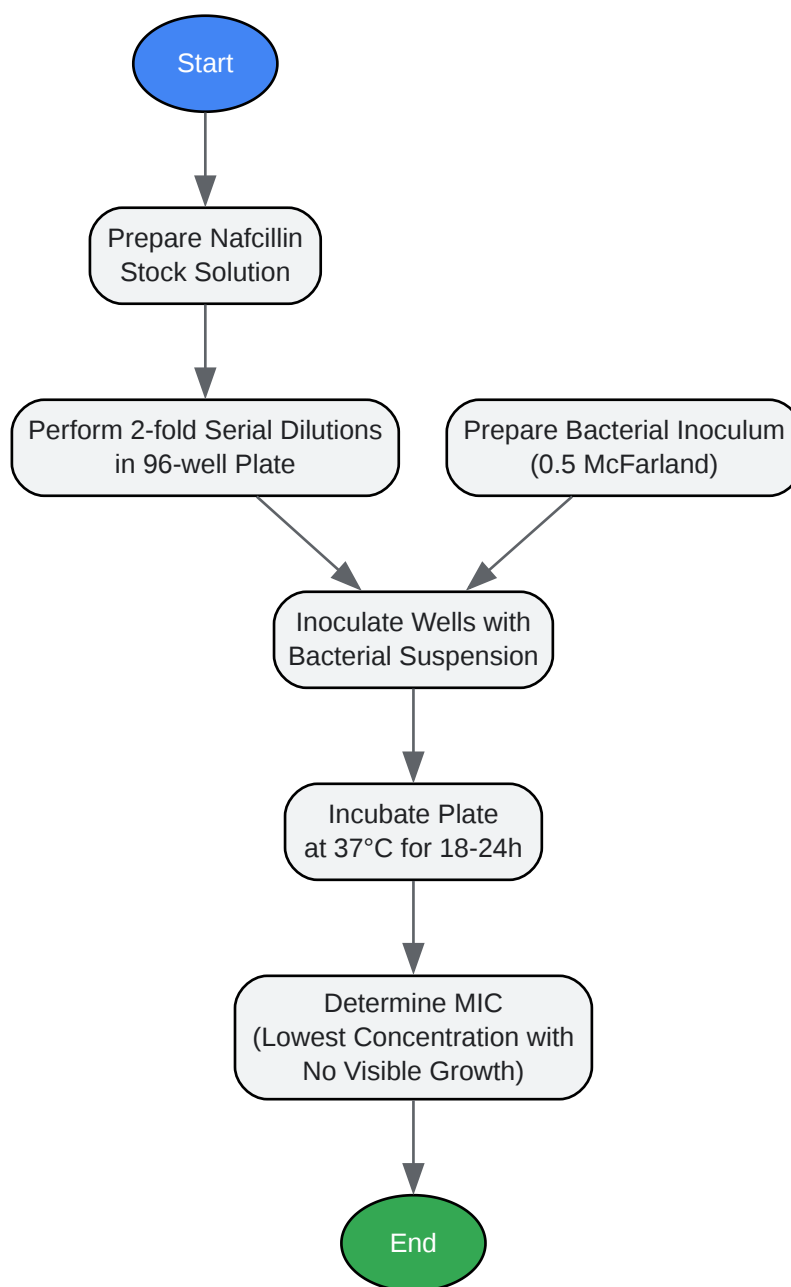 Start
Prepare Nafcillin
Stock Solution
Perform 2-fold Serial Dilutions
in 96-well Plate
Prepare Bacterial Inoculum
(0.5 McFarland)
Inoculate Wells with
Bacterial Suspension
Incubate Plate
at 37°C for 18-24h
Determine MIC
(Lowest Concentration with
No Visible Growth)
End